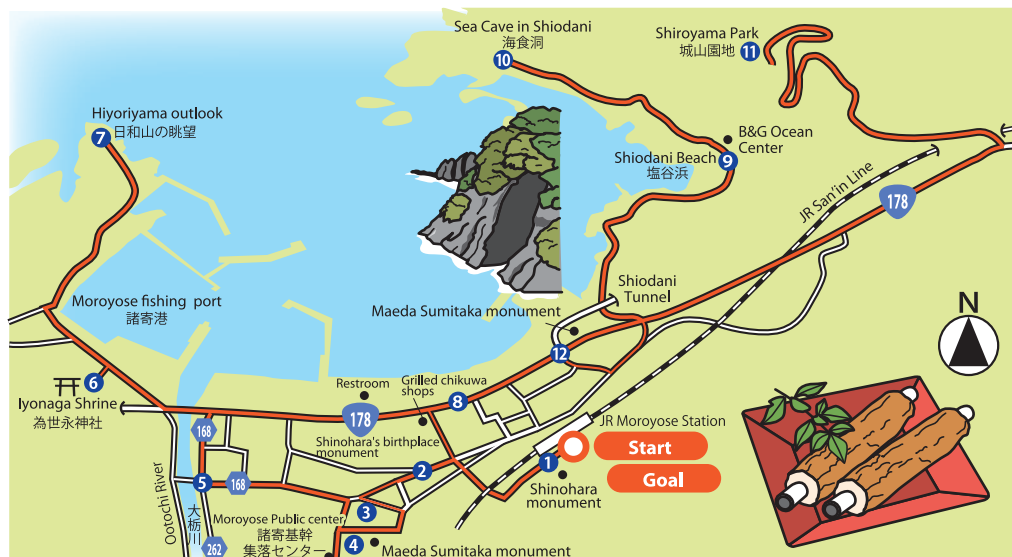 Sea Cave in Shiodani
海食洞
10
Shiroyama Park
城山園地
11
Hiyoriyama outlook
日和山の眺望
7
B&G Ocean
Center
Shiodani Beach
塩谷浜
9
JR San'in Line
178
Shiodani
Tunnel
Moroyose fishing port
諸寄港
Maeda Sumitaka monument
12
N
6
Iyonaga Shrine
為世永神社
Restroom
Grilled chikuwa
shops
8
178
Shinohara's birthplace
monument
JR Moroyose Station
Start
Goal
1
Shinohara
monument
168
2
5
168
3
Ootochi River
大栃川
262
Moroyose Public center
諸寄基幹
集落センター
4
Maeda Sumitaka monument